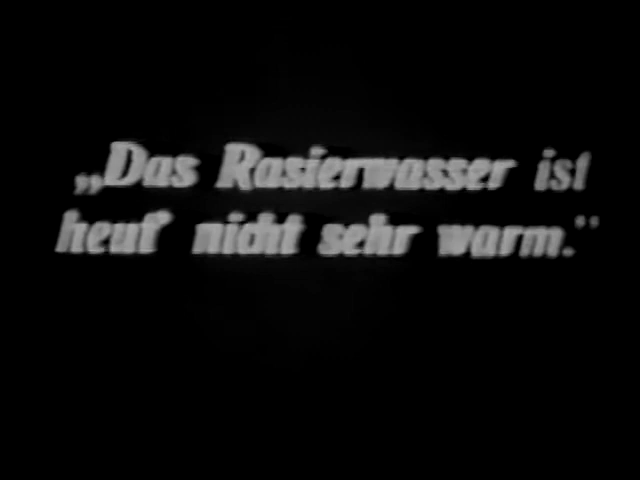 „Das Rasierwasser ist
heut' nicht sehr warm.“